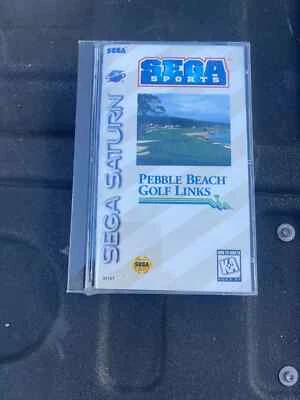 SEGA
SEGA
SPORTS
SEGA SATURN
PEBBLE BEACH
GOLF LINKS
SEGA
K-A